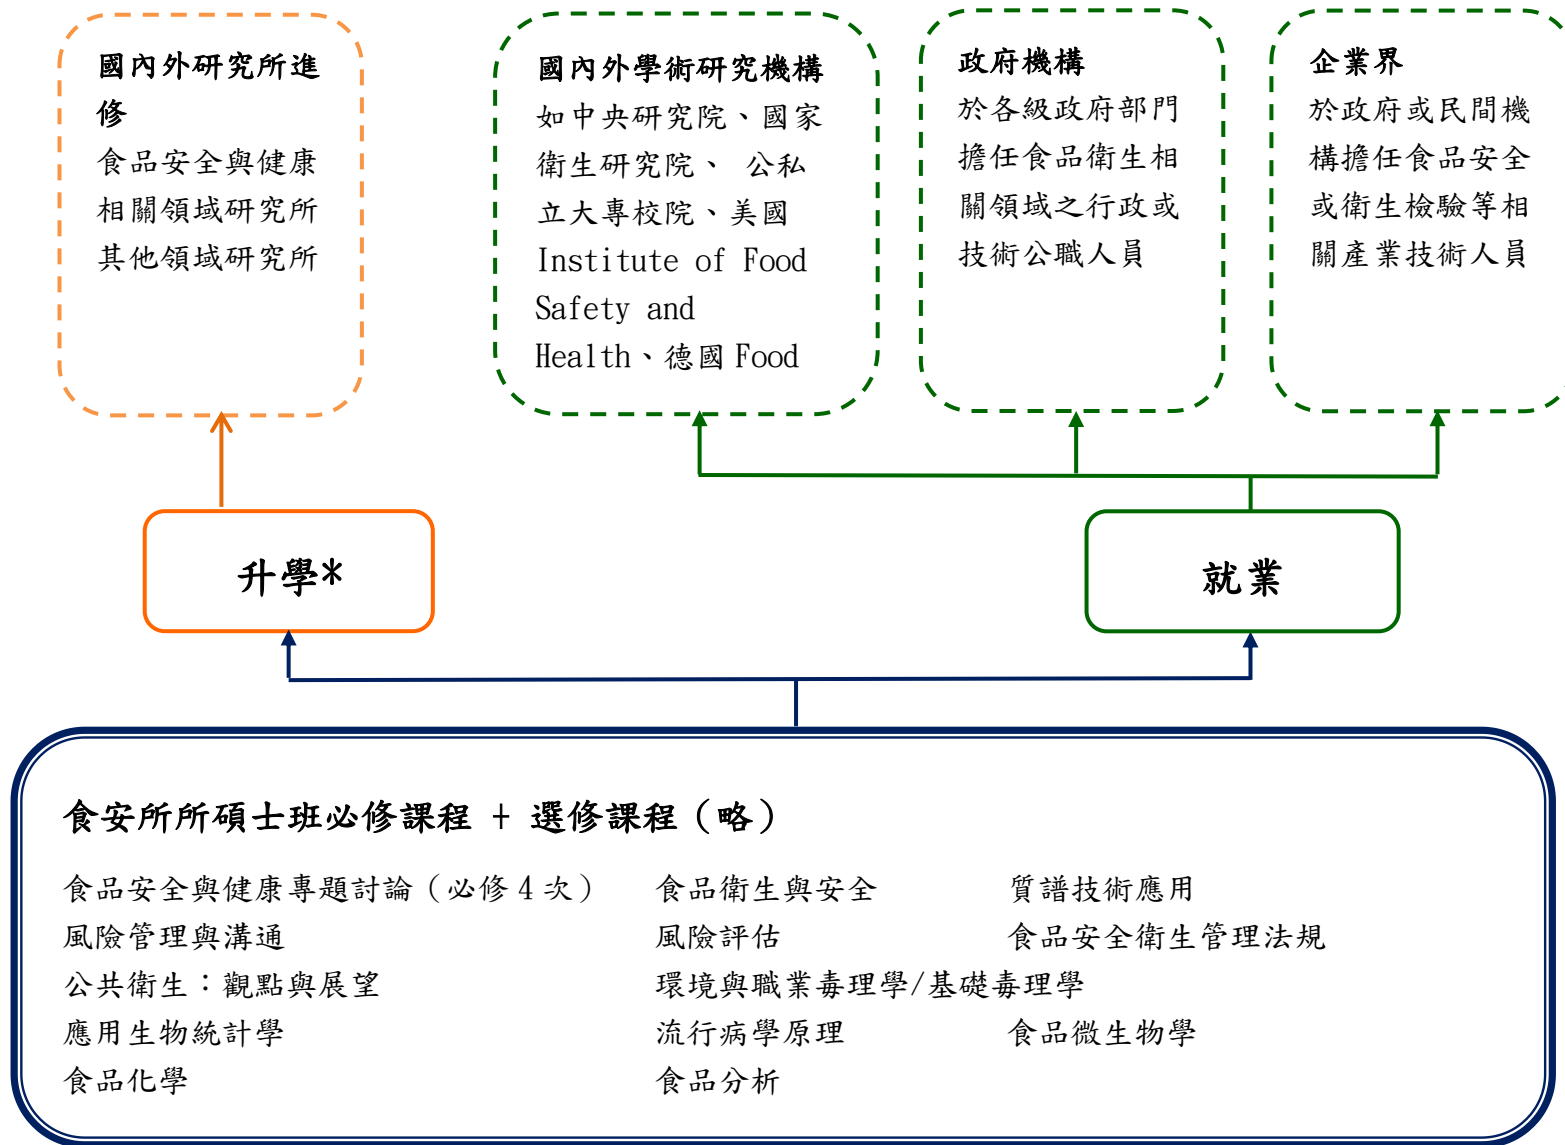 國內外研究所進
修
食品安全與健康
相關領域研究所
其他領域研究所
國內外學術研究機構
如中央研究院、國家
衛生研究院、 公私
立大專校院、美國
Institute of Food
Safety and
Health、德國 Food
政府機構
於各級政府部門
擔任食品衛生相
關領域之行政或
技術公職人員
企業界
於政府或民間機
構擔任食品安全
或衛生檢驗等相
關產業技術人員
升學*
就業
食安所所碩士班必修課程 + 選修課程（略）
食品安全與健康專題討論（必修 4 次） 食品衛生與安全 質譜技術應用
風險管理與溝通 風險評估 食品安全衛生管理法規
公共衛生：觀點與展望 環境與職業毒理學/基礎毒理學
應用生物統計學 流行病學原理 食品微生物學
食品化學 食品分析